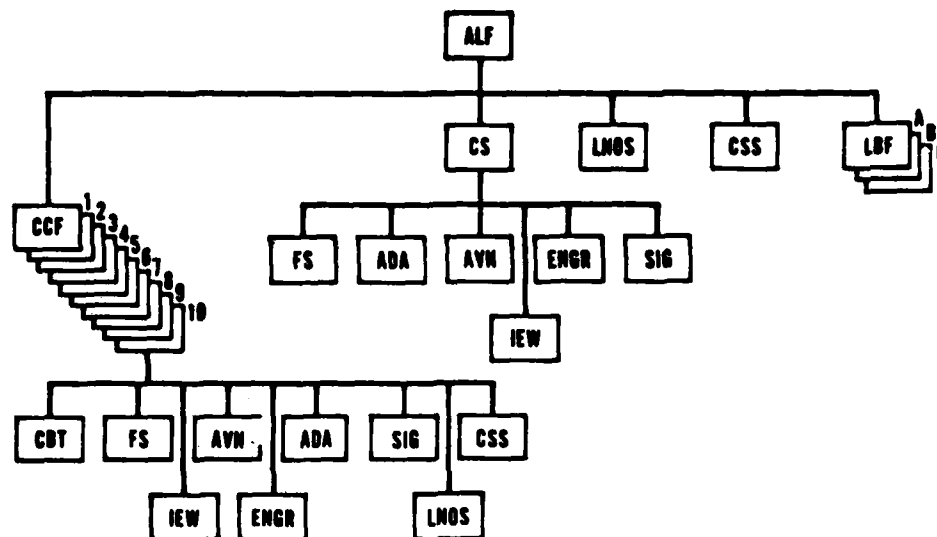 ALF
CS LNOS CSS LBF A B
CCF 1 2 3 4 5 6 7 8 9 10
FS ADA AVN ENGR SIG
IEW
CBT FS AVN ADA SIG CSS
IEW ENGR LNOS